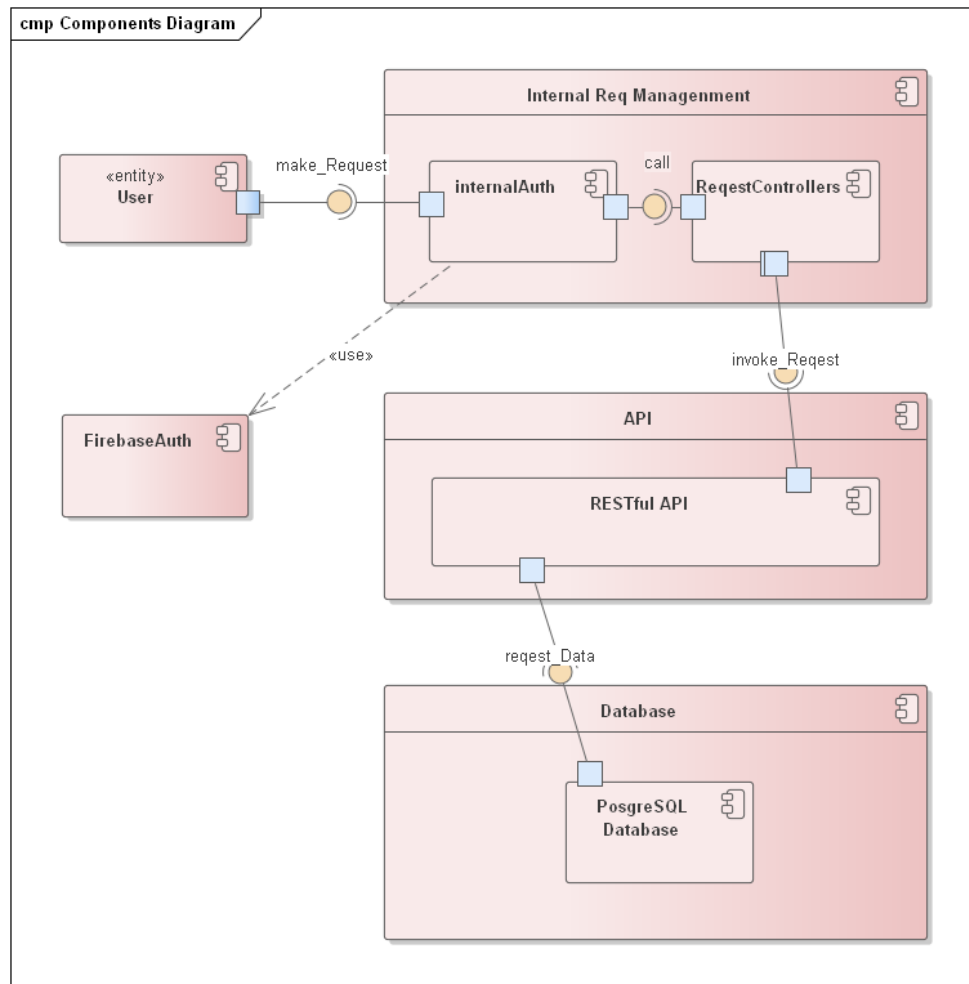 cmp Components Diagram
Internal Req Managenment
«entity»
User
make_Request
internalAuth
call
ReqestControllers
«use»
invoke_Reqest
FirebaseAuth
API
RESTful API
reqest_Data
Database
PosgreSQL
Database